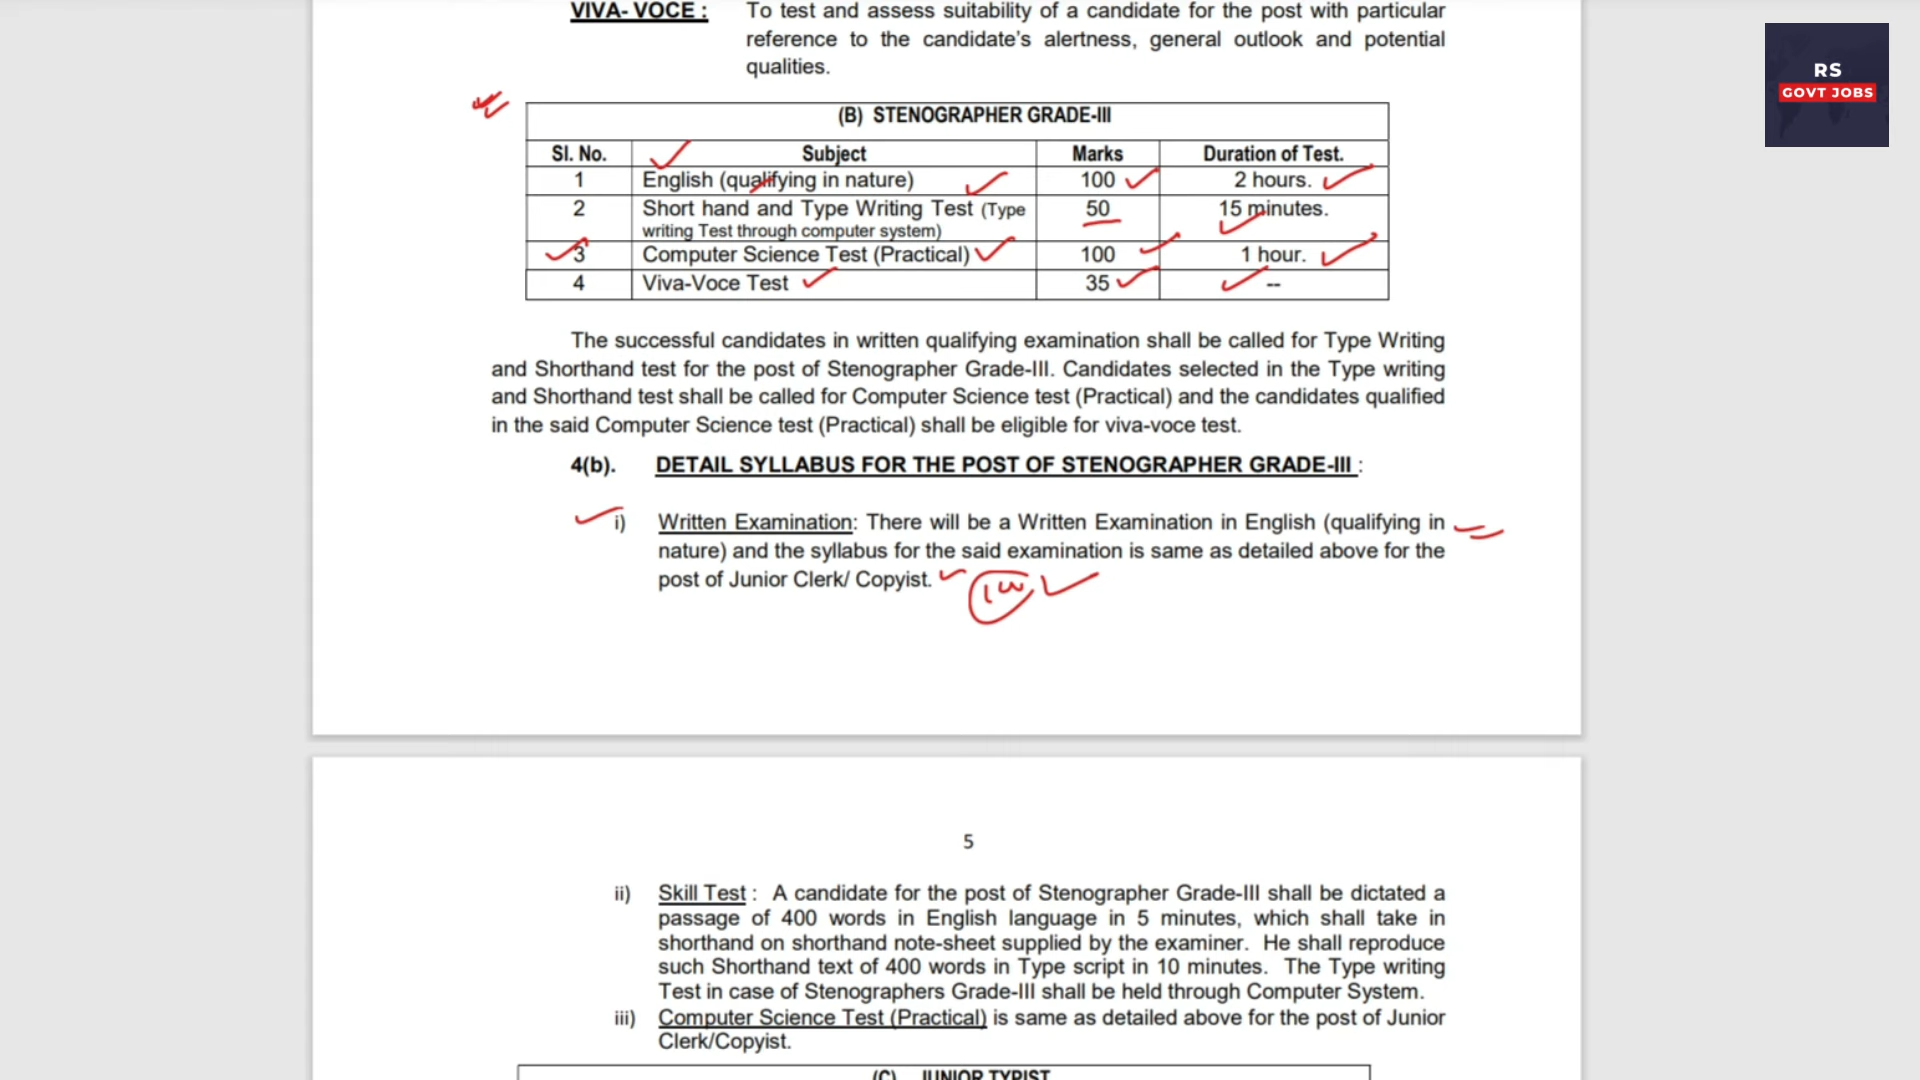 VIVA- VOCE : To test and assess suitability of a candidate for the post with particular
reference to the candidate's alertness, general outlook and potential
qualities.
RS
GOVT JOBS
(B) STENOGRAPHER GRADE-III
Sl. No. Subject Marks Duration of Test.
1 English (qualifying in nature) 100 2 hours.
2 Short hand and Type Writing Test (Type 50 15 minutes.
writing Test through computer system)
3 Computer Science Test (Practical) 100 1 hour.
4 Viva-Voce Test 35 --
The successful candidates in written qualifying examination shall be called for Type Writing
and Shorthand test for the post of Stenographer Grade-III. Candidates selected in the Type writing
and Shorthand test shall be called for Computer Science test (Practical) and the candidates qualified
in the said Computer Science test (Practical) shall be eligible for viva-voce test.
4(b). DETAIL SYLLABUS FOR THE POST OF STENOGRAPHER GRADE-III :
i) Written Examination: There will be a Written Examination in English (qualifying in
nature) and the syllabus for the said examination is same as detailed above for the
post of Junior Clerk/ Copyist.
100
5
ii) Skill Test : A candidate for the post of Stenographer Grade-III shall be dictated a
passage of 400 words in English language in 5 minutes, which shall take in
shorthand on shorthand note-sheet supplied by the examiner. He shall reproduce
such Shorthand text of 400 words in Type script in 10 minutes. The Type writing
Test in case of Stenographers Grade-III shall be held through Computer System.
iii) Computer Science Test (Practical) is same as detailed above for the post of Junior
Clerk/Copyist.
(C) JUNIOR TYPIST